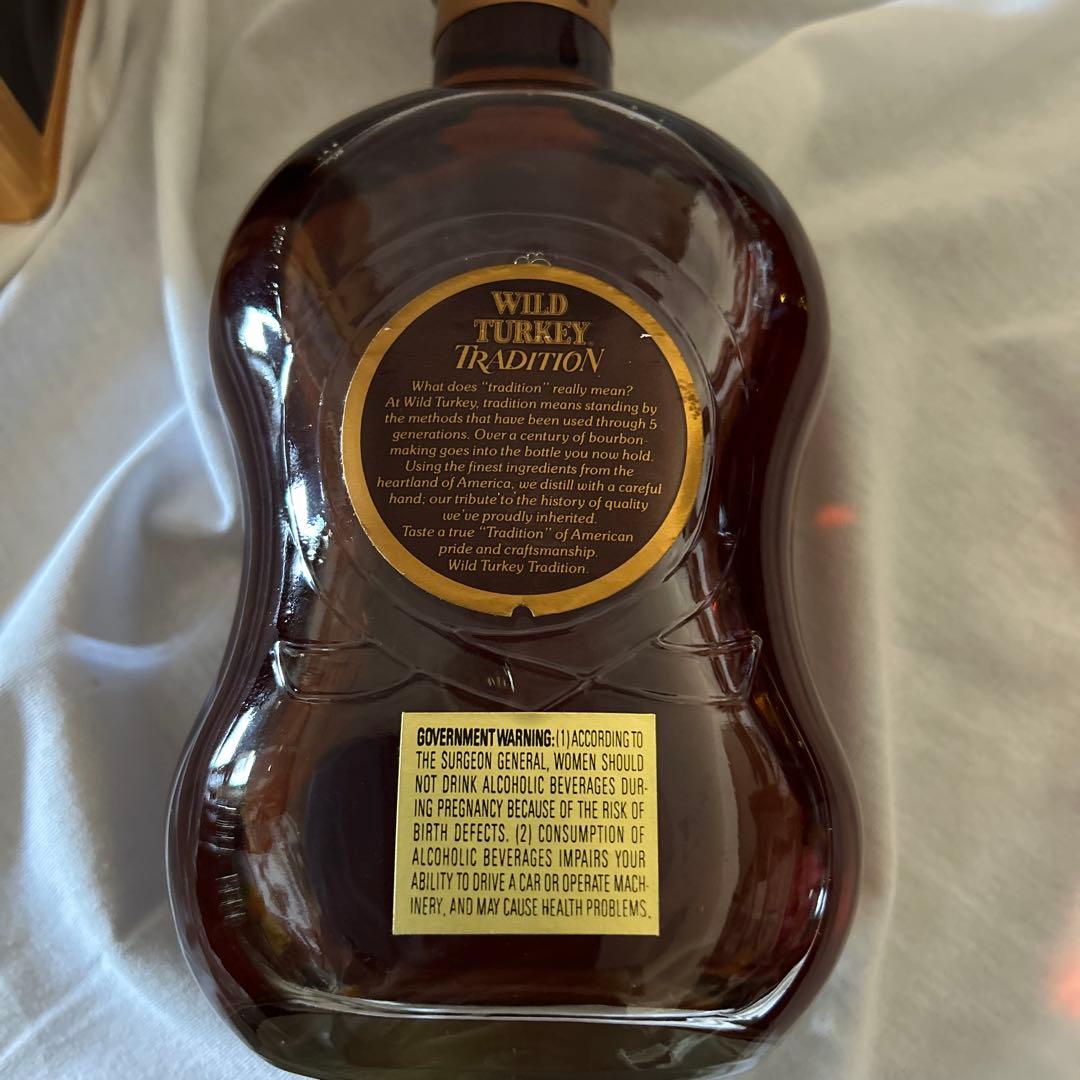 WILD
TURKEY
TRADITION
What does "tradition" really mean?
At Wild Turkey, tradition means standing by
the methods that have been used through 5
generations. Over a century of bourbon-
making goes into the bottle you now hold.
Using the finest ingredients from the
heartland of America, we distill with a careful
hand; our tribute to the history of quality
we've proudly inherited.
Taste a true "Tradition" of American
pride and craftsmanship.
Wild Turkey Tradition.
GOVERNMENT WARNING: (1) ACCORDING TO
THE SURGEON GENERAL, WOMEN SHOULD
NOT DRINK ALCOHOLIC BEVERAGES DUR-
ING PREGNANCY BECAUSE OF THE RISK OF
BIRTH DEFECTS. (2) CONSUMPTION OF
ALCOHOLIC BEVERAGES IMPAIRS YOUR
ABILITY TO DRIVE A CAR OR OPERATE MACH-
INERY, AND MAY CAUSE HEALTH PROBLEMS.